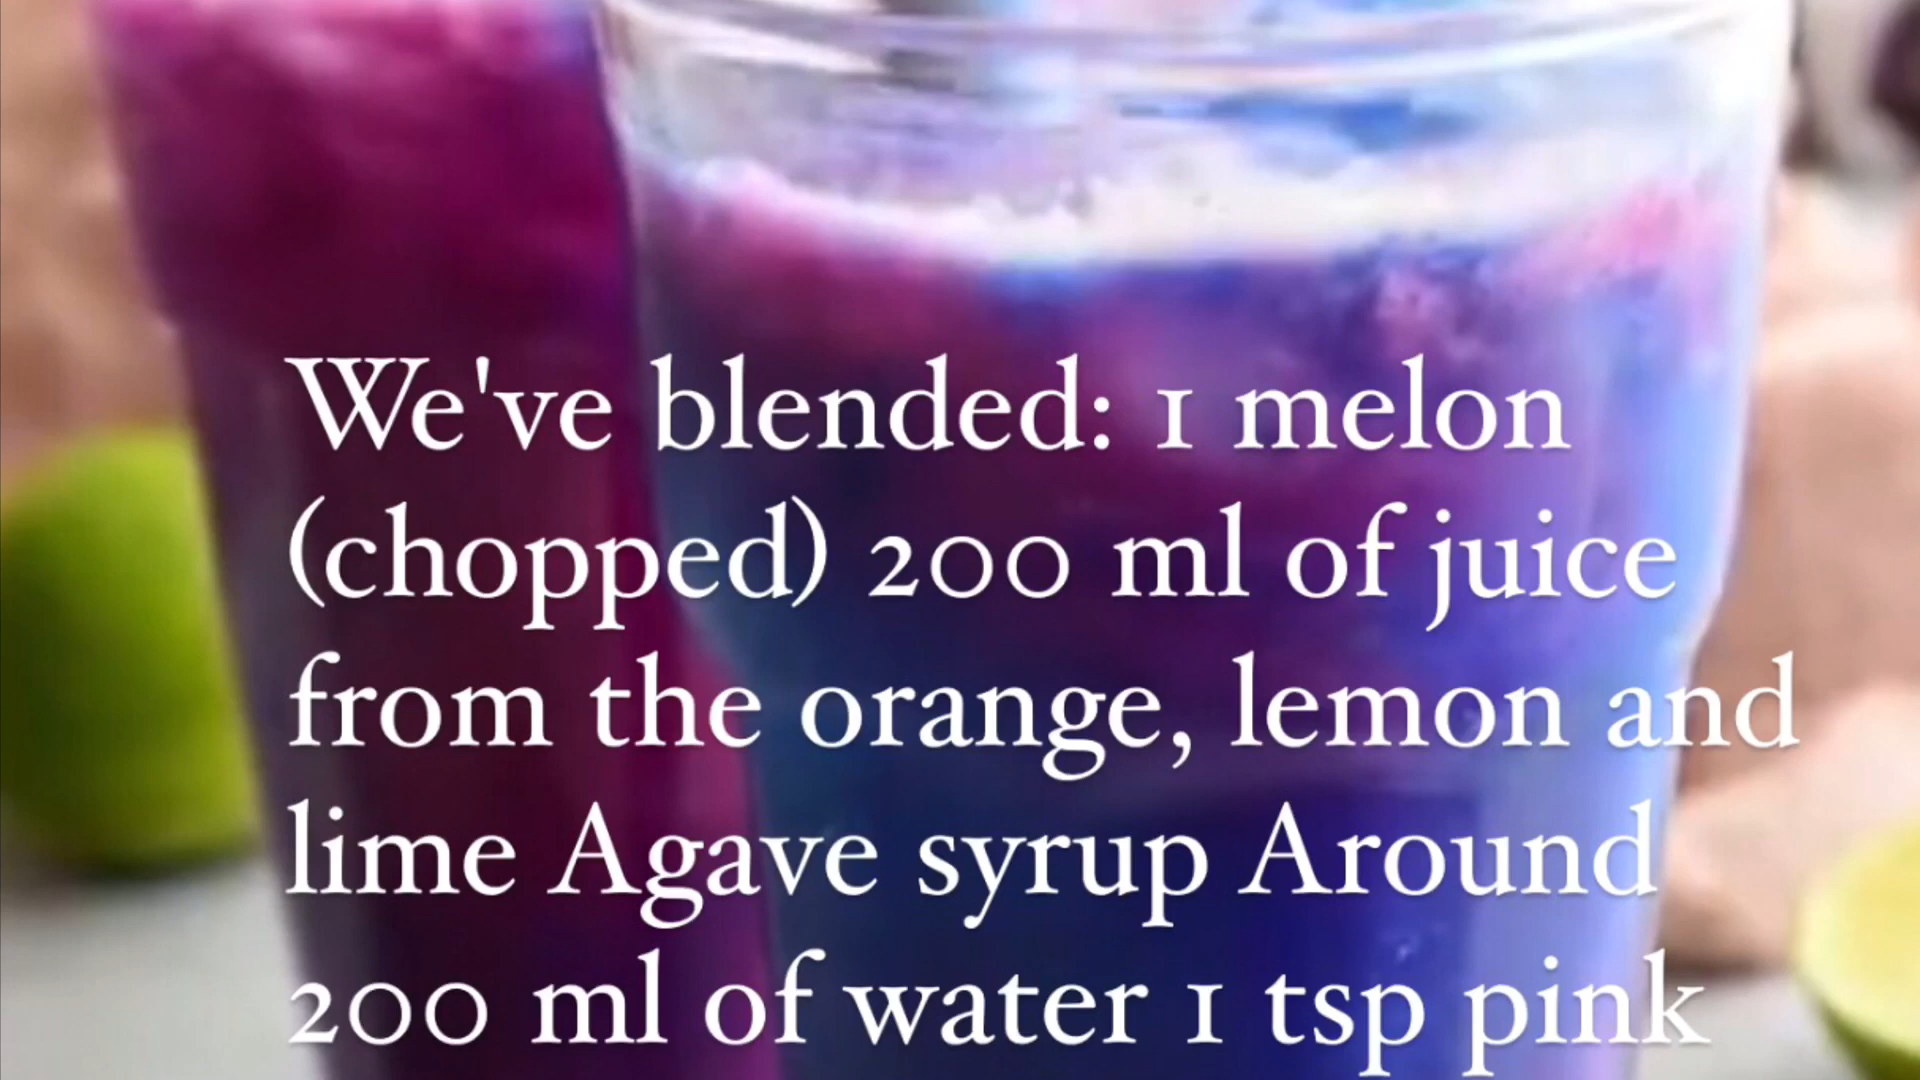 We've blended: 1 melon
(chopped) 200 ml of juice
from the orange, lemon and
lime Agave syrup Around
200 ml of water 1 tsp pink